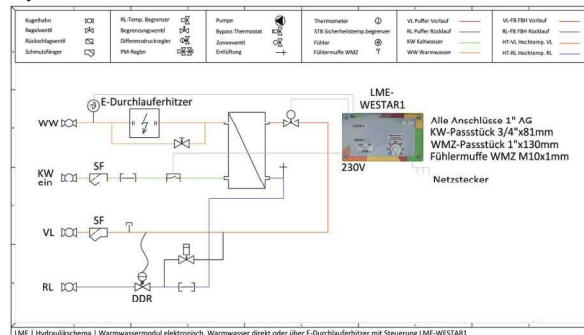 Kugelhahn
Regelventil
Rückschlagventil
Schmutzfänger
RL-Temp. Begrenzer
Begrenzungsventil
Differenzdruckregler
PM-Regler
Pumpe
Bypass Thermostat
Zonenventil
Entlüftung
Thermometer
STB Sicherheitstemp.begrenzer
Fühler
Fühlermuffe WMZ
VL Puffer Vorlauf
RL Puffer Rücklauf
KW Kaltwasser
WW Warmwasser
VL-FB FBH Vorlauf
RL-FB FBH Rücklauf
HT-VL Hochtemp. VL
HT-RL Hochtemp. RL
E-Durchlauferhitzer
WW
LME-
WESTAR1
Alle Anschlüsse 1" AG
KW-Passstück 3/4"x81mm
WMZ-Passstück 1"x130mm
Fühlermuffe WMZ M10x1mm
230V
Netzstecker
SF
KW
ein
SF
VL
RL
DDR
LME | Hydraulikschema | Warmwassermodul elektronisch, Warmwasser direkt oder über E-Durchlauferhitzer mit Steuerung LME-WESTAR1